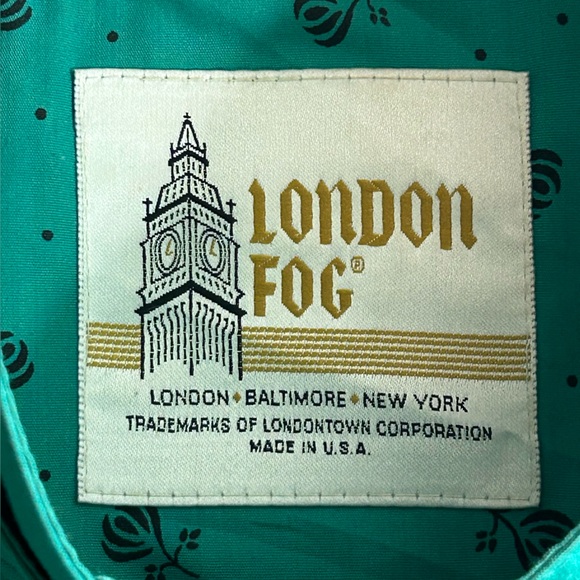 LONDON
FOG®
L L
LONDON • BALTIMORE • NEW YORK
TRADEMARKS OF LONDONTOWN CORPORATION
MADE IN U.S.A.